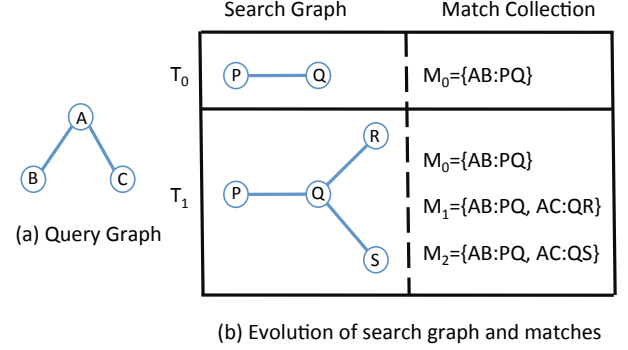 Search Graph
Match Collection
T0
P
Q
M0={AB:PQ}
A
B
C
(a) Query Graph
T1
P
Q
R
S
M0={AB:PQ}
M1={AB:PQ, AC:QR}
M2={AB:PQ, AC:QS}
(b) Evolution of search graph and matches